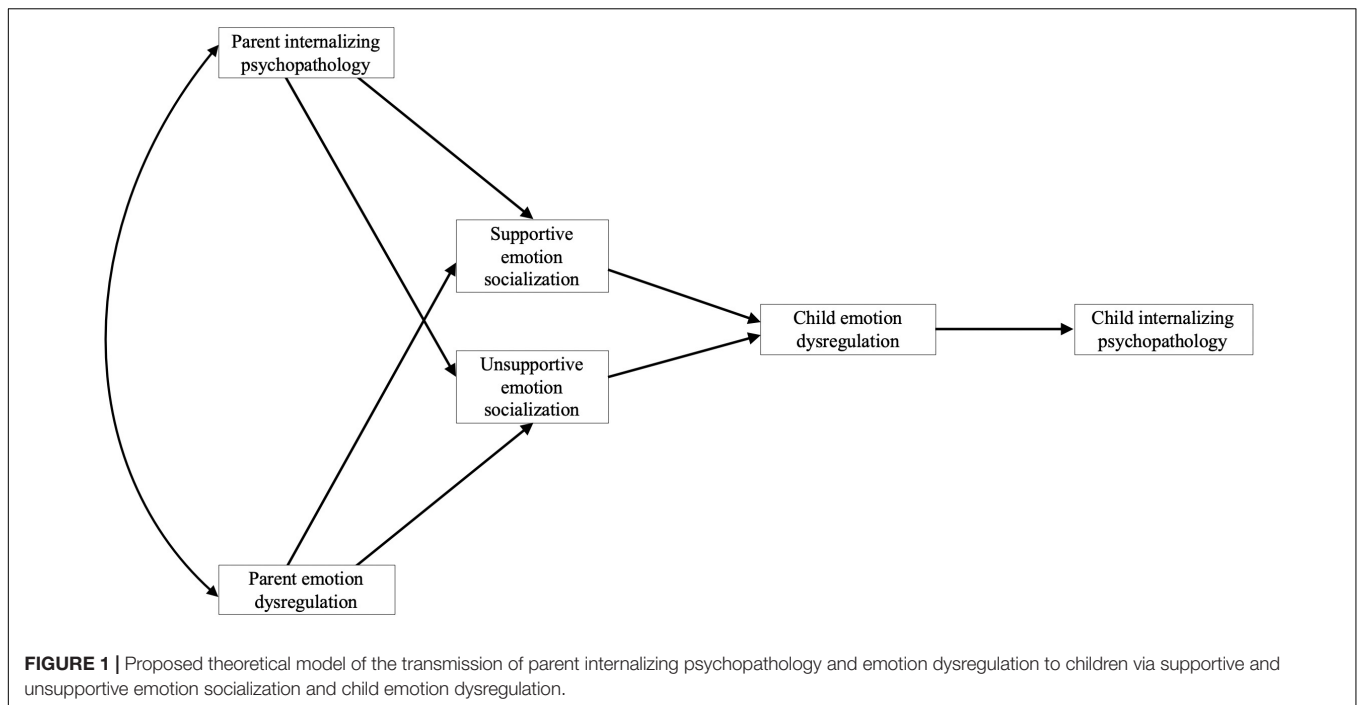 Parent internalizing
psychopathology
Supportive
emotion
socialization
Child emotion
dysregulation
Child internalizing
psychopathology
Unsupportive
emotion
socialization
Parent emotion
dysregulation
FIGURE 1 | Proposed theoretical model of the transmission of parent internalizing psychopathology and emotion dysregulation to children via supportive and
unsupportive emotion socialization and child emotion dysregulation.